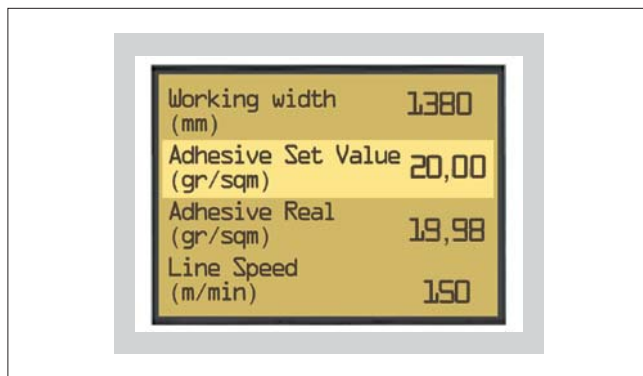 Working width 1380
(mm)
Adhesive Set Value 20,00
(gr/sqm)
Adhesive Real 19,98
(gr/sqm)
Line Speed
(m/min) 150